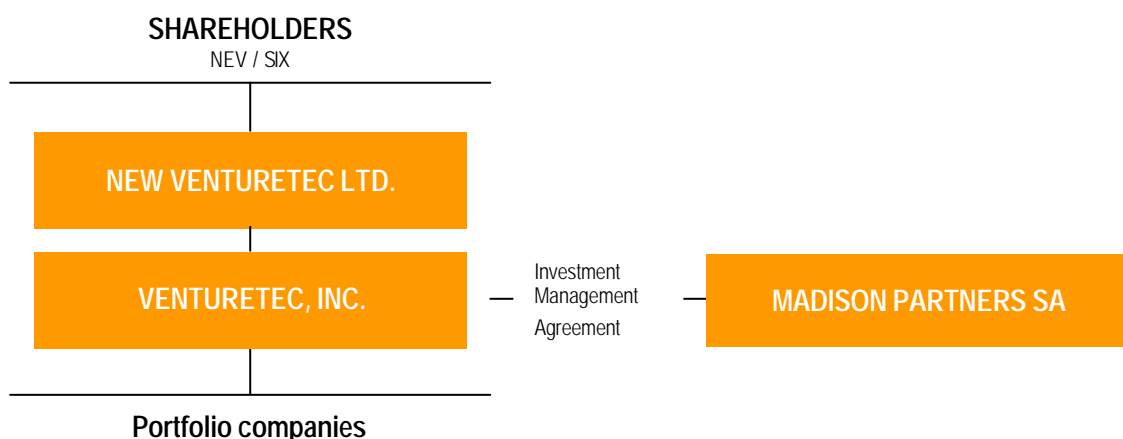 SHAREHOLDERS
NEV / SIX
NEW VENTURETEC LTD.
VENTURETEC, INC.
Investment
Management
Agreement
MADISON PARTNERS SA
Portfolio companies